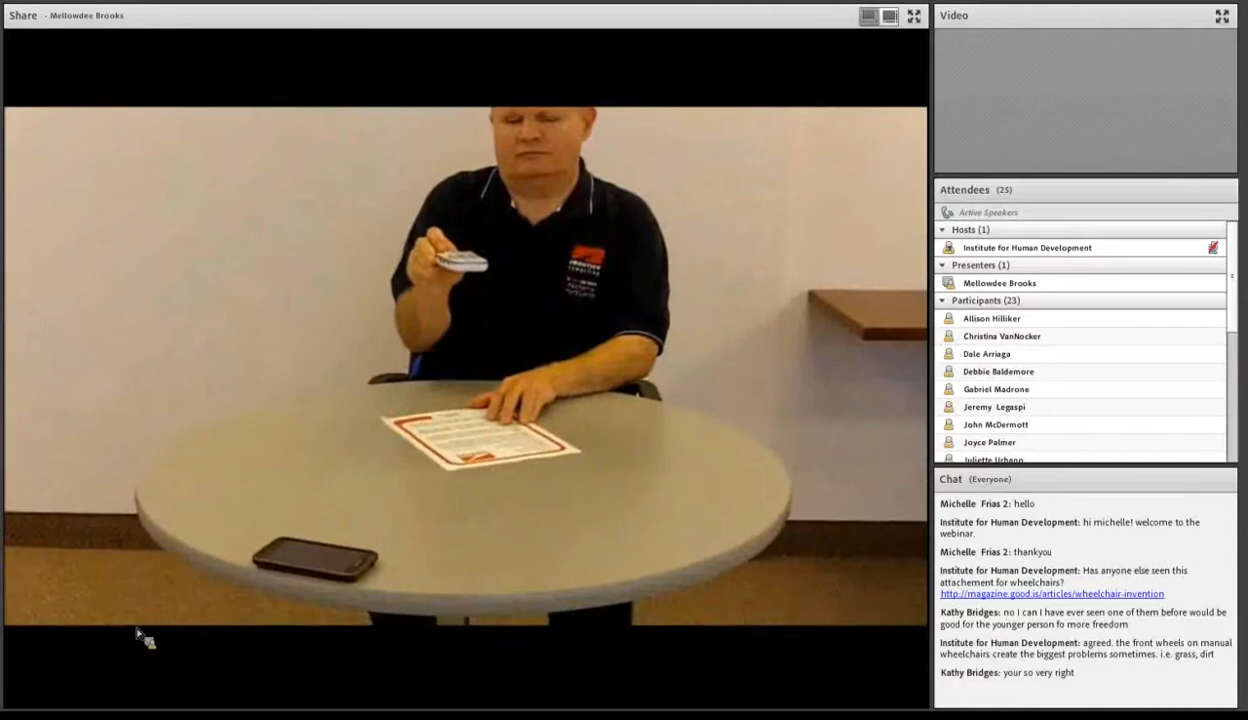 Share - Mellowdee Brooks
Video
Attendees (25)
Active Speakers
Hosts (1)
Institute for Human Development
Presenters (1)
Mellowdee Brooks
Participants (23)
Allison Hilliker
Christina VanNocker
Dale Arriaga
Debbie Baldemore
Gabriel Madrone
Jeremy Legaspi
John McDermott
Joyce Palmer
Juliette Urbano
Chat (Everyone)
Michelle Frias 2: hello
Institute for Human Development: hi michelle! welcome to the
webinar.
Michelle Frias 2: thankyou
Institute for Human Development: Has anyone else seen this
attachement for wheelchairs?
http://magazine.good.is/articles/wheelchair-invention
Kathy Bridges: no I can I have ever seen one of them before would be
good for the younger person fo more freedom
Institute for Human Development: agreed. the front wheels on manual
wheelchairs create the biggest problems sometimes. i.e. grass, dirt
Kathy Bridges: your so very right